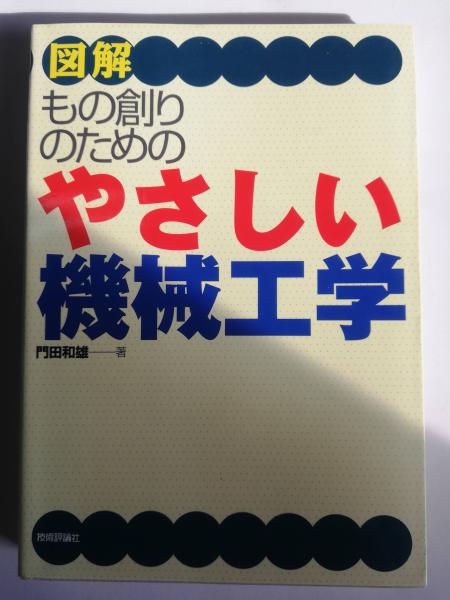 図解
もの創り
のための
やさしい
機械工学
門田和雄──著
技術評論社